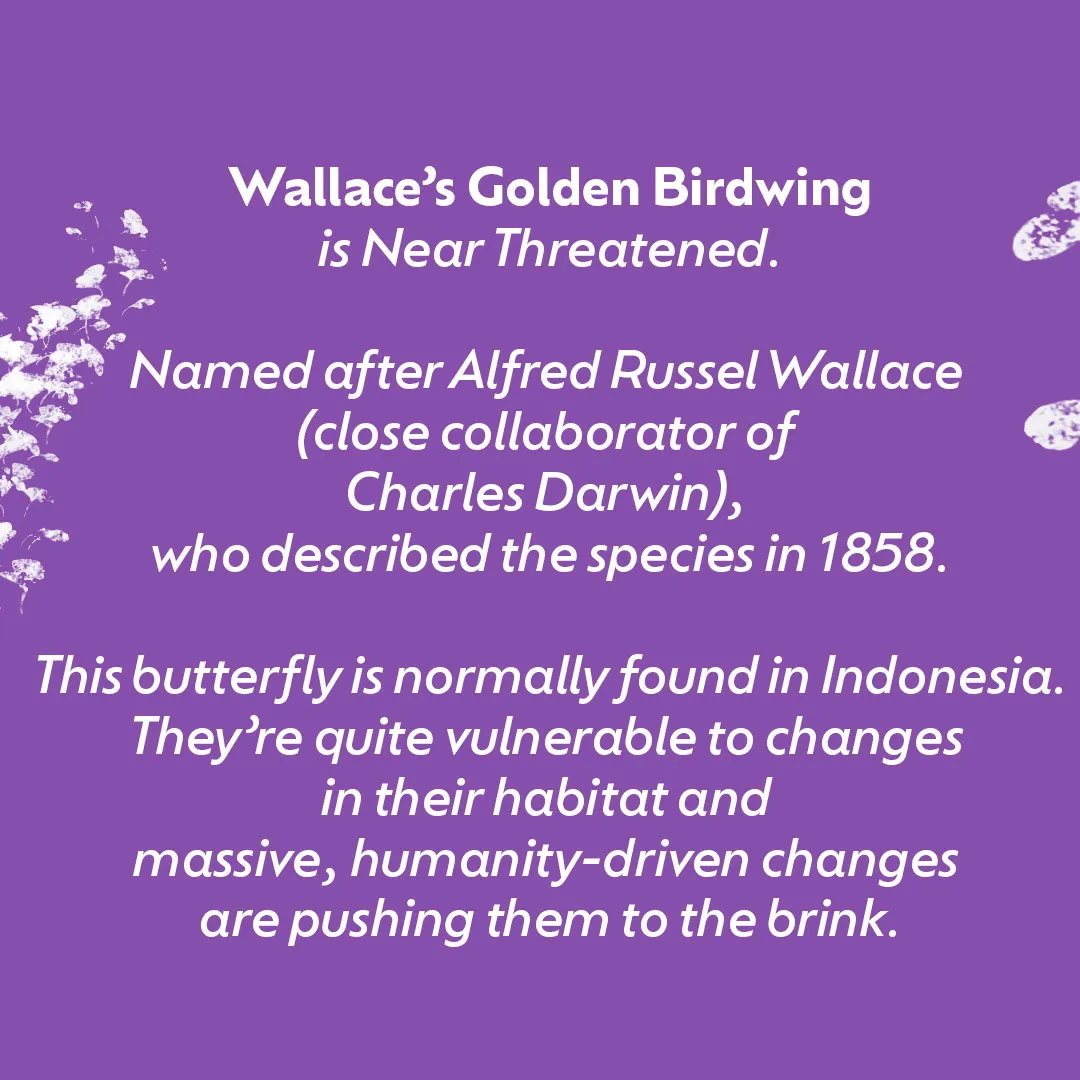 Wallace’s Golden Birdwing
is Near Threatened.
Named after Alfred Russel Wallace
(close collaborator of
Charles Darwin),
who described the species in 1858.
This butterfly is normally found in Indonesia.
They’re quite vulnerable to changes
in their habitat and
massive, humanity-driven changes
are pushing them to the brink.